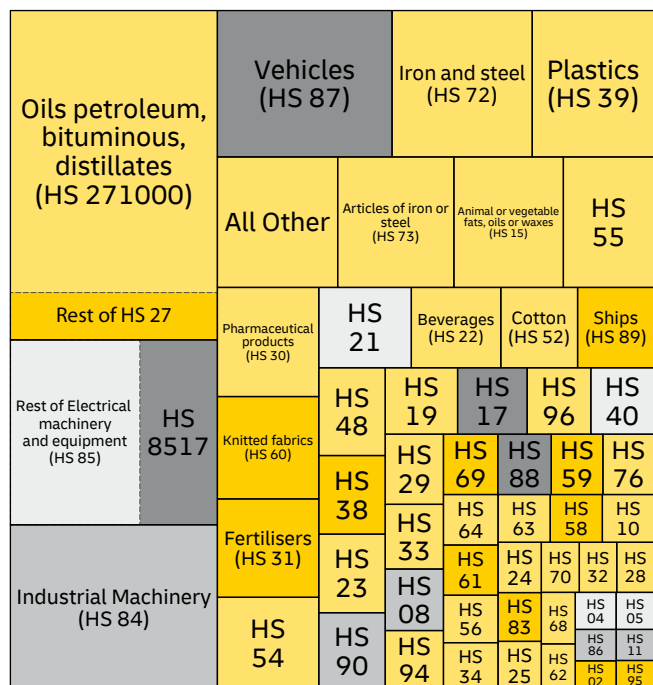 Oils petroleum,
bituminous,
distillates
(HS 271000)
Rest of HS 27
Rest of Electrical
machinery
and equipment
(HS 85)
HS
8517
Industrial Machinery
(HS 84)
Vehicles
(HS 87)
Iron and steel
(HS 72)
Plastics
(HS 39)
All Other
Articles of iron or
steel
(HS 73)
Animal or vegetable
fats, oils or waxes
(HS 15)
HS
55
Pharmaceutical
products
(HS 30)
HS
21
Beverages
(HS 22)
Cotton
(HS 52)
Ships
(HS 89)
Knitted fabrics
(HS 60)
Fertilisers
(HS 31)
HS
54
HS
48
HS
38
HS
23
HS
90
HS
19
HS
17
HS
96
HS
40
HS
29
HS
33
HS
08
HS
94
HS
69
HS
88
HS
59
HS
76
HS
64
HS
63
HS
58
HS
10
HS
61
HS
24
HS
70
HS
32
HS
28
HS
56
HS
83
HS
68
HS
04
HS
05
HS
86
HS
11
HS
34
HS
25
HS
62
HS
02
HS
95